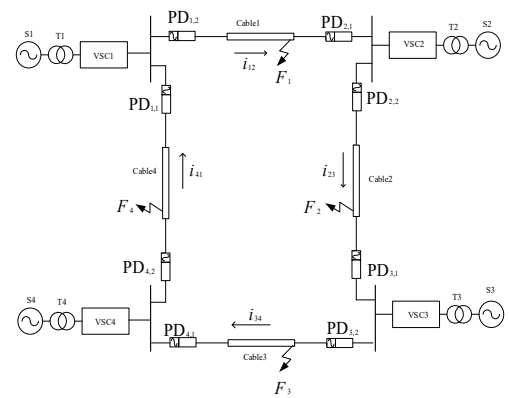 S1 T1 VSC1 PD1,2 Cable1 PD2,1 VSC2 T2 S2
i12 F1
PD1,1 PD2,2
Cable4 i41 i23 Cable2
F4 F2
PD4,2 PD3,1
S4 T4 VSC4 i34 VSC3 T3 S3
PD4,1 Cable3 PD3,2
F3